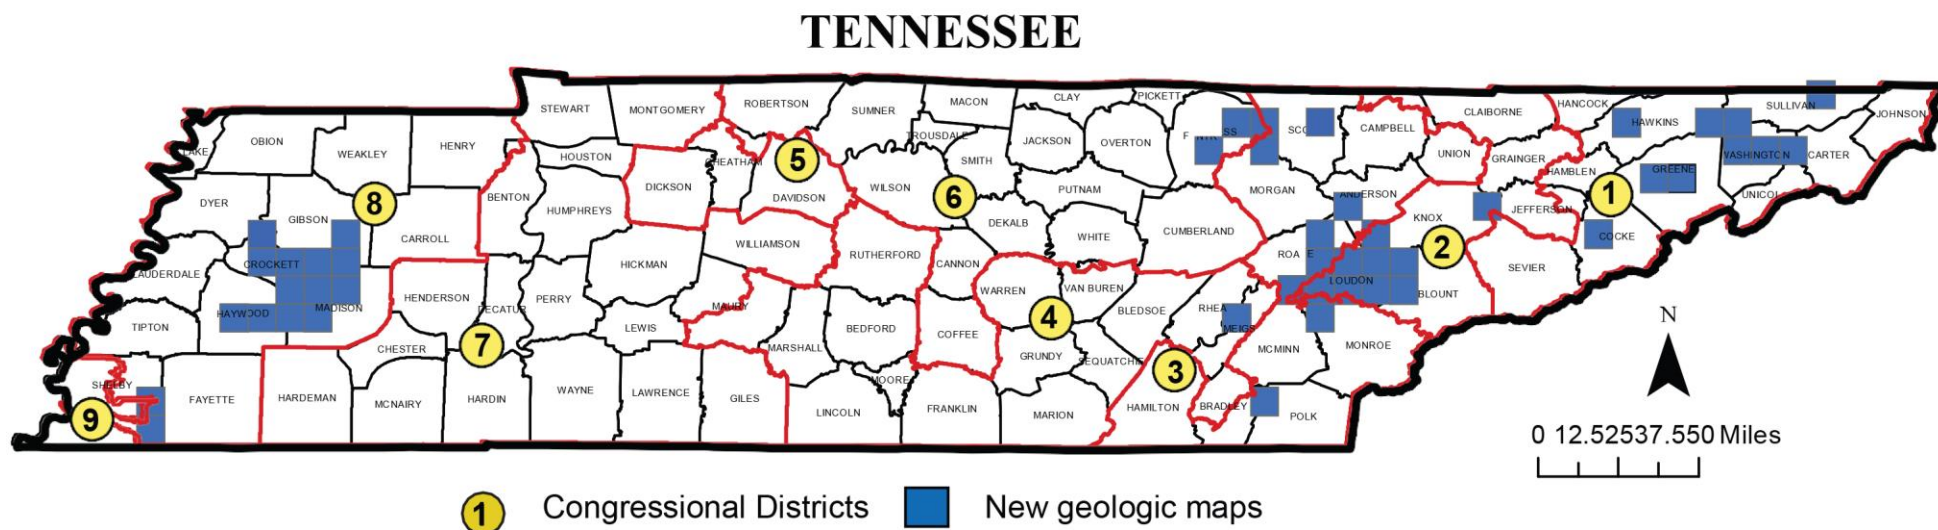 TENNESSEE
STEWART
MONTGOMERY
ROBERTSON
SUMNER
MACON
CLAY
PICKETT
CLAIBORNE
HANCOCK
SULLIVAN
JOHNSON
LAKE
OBION
WEAKLEY
HENRY
HOUSTON
CHEATHAM
5
TROUSDALE
SMITH
JACKSON
OVERTON
CAMPBELL
UNION
GRAINGER
HAWKINS
WASHINGTON
CARTER
DYER
GIBSON
8
BENTON
HUMPHREYS
DICKSON
DAVIDSON
WILSON
6
PUTNAM
MORGAN
ANDERSON
HAMBLEN
GREENE
1
UNICOI
CARROLL
WILLIAMSON
DEKALB
WHITE
CUMBERLAND
KNOX
2
JEFFERSON
COCKE
LAUDERDALE
CROCKETT
HICKMAN
RUTHERFORD
CANNON
SEVIER
HAYWOOD
MADISON
HENDERSON
DECATUR
PERRY
MAURY
WARREN
VAN BUREN
BLEDSOE
RHEA
LOUDON
BLOUNT
TIPTON
7
CHESTER
LEWIS
MARSHALL
BEDFORD
COFFEE
4
GRUNDY
SEQUATCHIE
MEIGS
MCMINN
MONROE
N
SHELBY
9
FAYETTE
HARDEMAN
MCNAIRY
HARDIN
WAYNE
LAWRENCE
GILES
LINCOLN
MOORE
FRANKLIN
MARION
3
HAMILTON
BRADLEY
POLK
0 12.52537.550 Miles
1 Congressional Districts New geologic maps